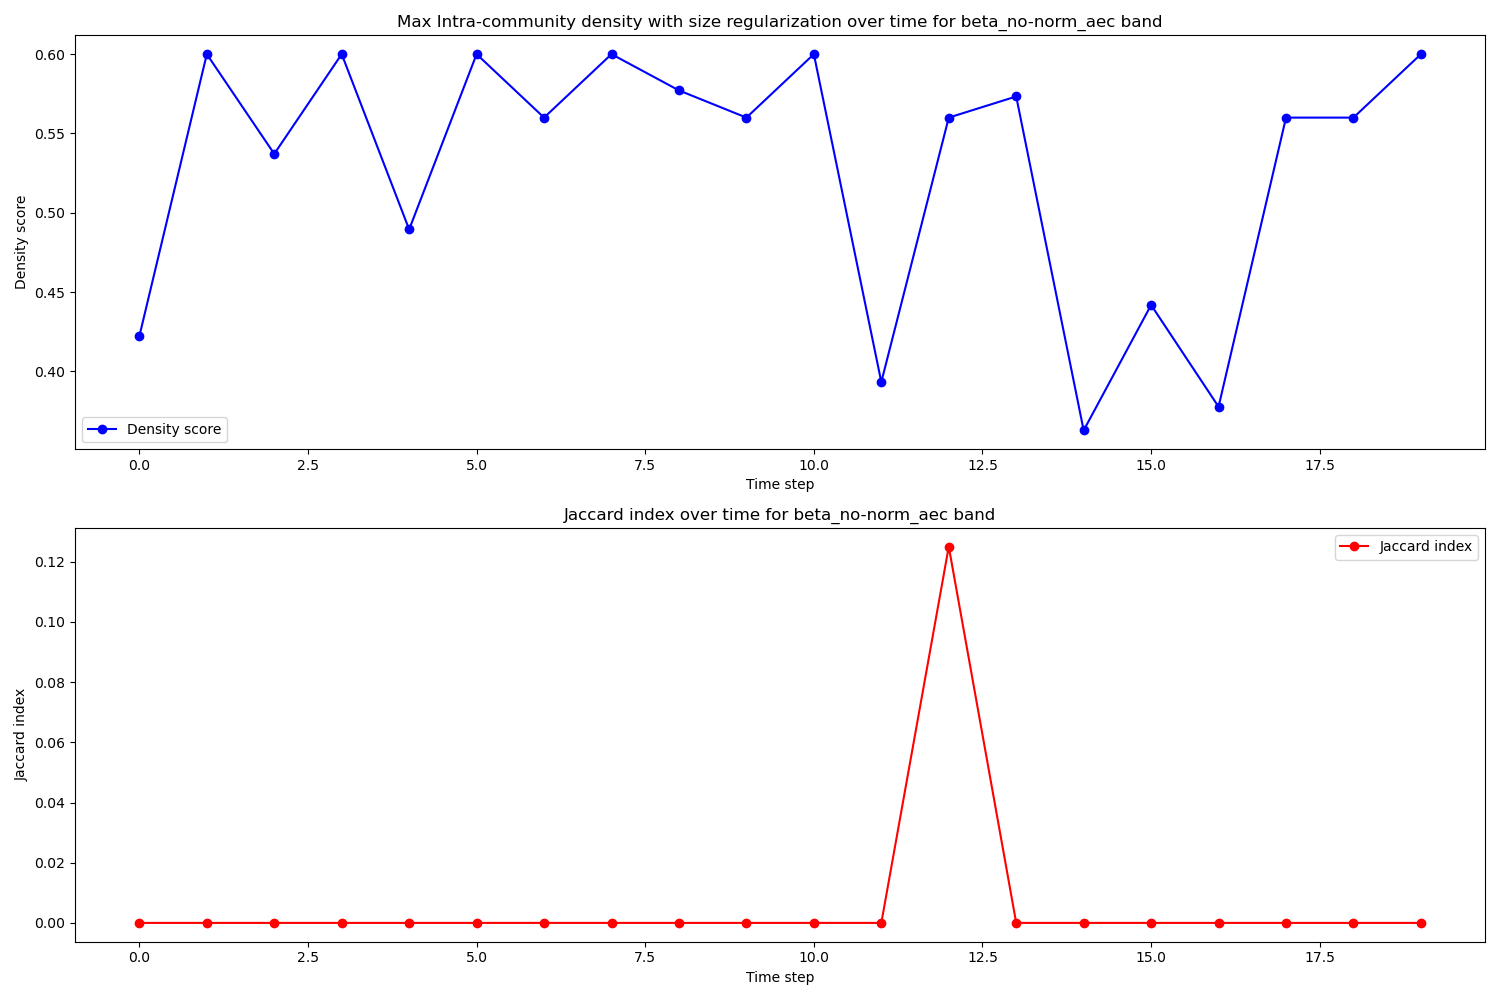 Max Intra-community density with size regularization over time for beta_no-norm_aec band
Density score
0.60
0.55
0.50
0.45
0.40
Density score
0.0 2.5 5.0 7.5 10.0 12.5 15.0 17.5
Time step
Jaccard index over time for beta_no-norm_aec band
Jaccard index
0.12
0.10
0.08
0.06
0.04
0.02
0.00
Jaccard index
0.0 2.5 5.0 7.5 10.0 12.5 15.0 17.5
Time step